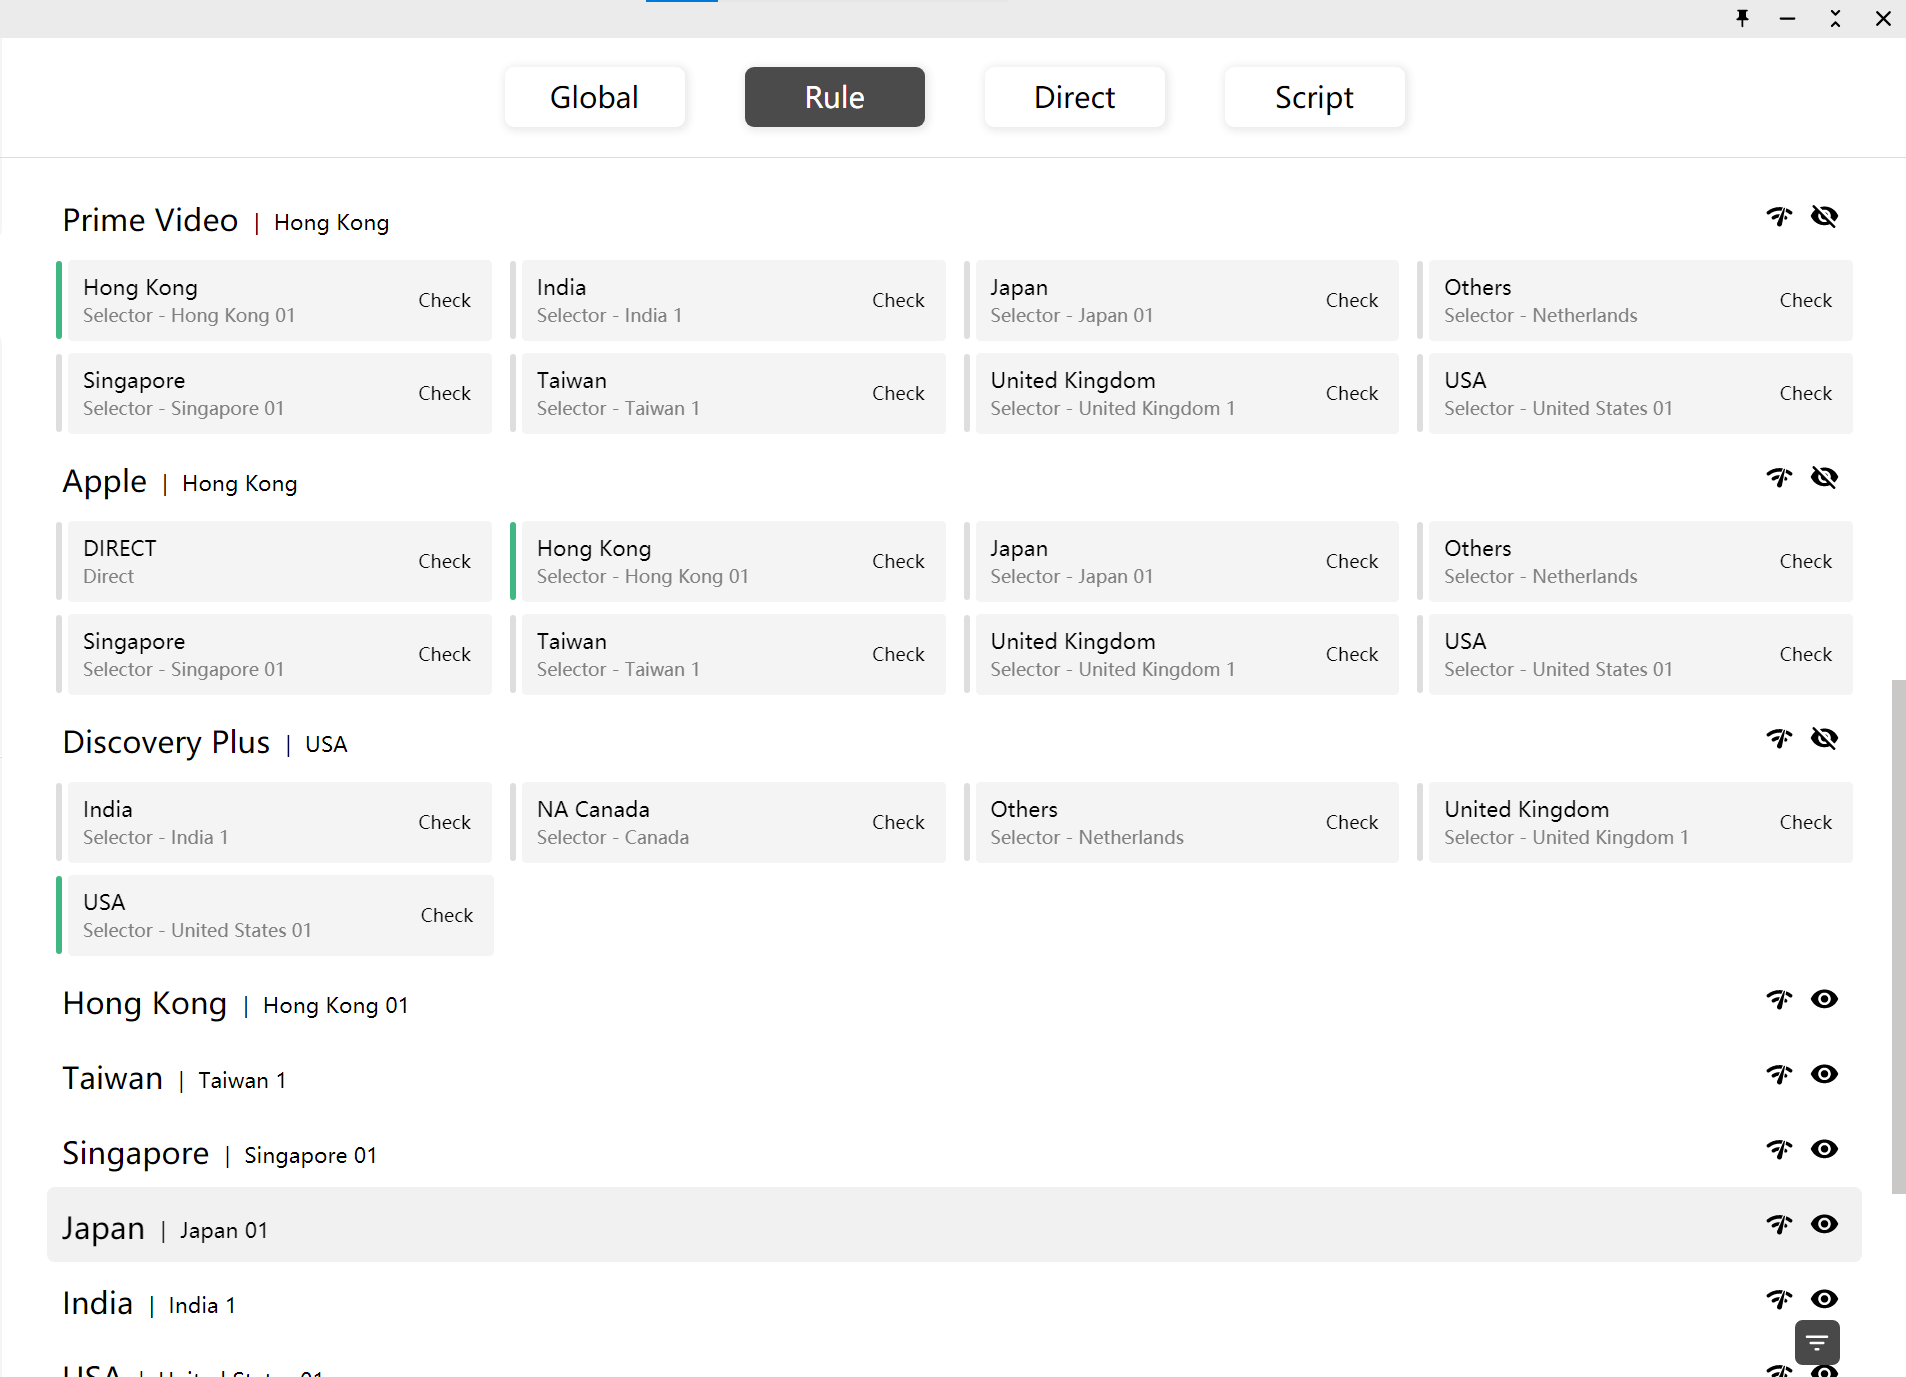 Global
Rule
Direct
Script
Prime Video | Hong Kong
Hong Kong
Selector - Hong Kong 01
Check
India
Selector - India 1
Check
Japan
Selector - Japan 01
Check
Others
Selector - Netherlands
Check
Singapore
Selector - Singapore 01
Check
Taiwan
Selector - Taiwan 1
Check
United Kingdom
Selector - United Kingdom 1
Check
USA
Selector - United States 01
Check
Apple | Hong Kong
DIRECT
Direct
Check
Hong Kong
Selector - Hong Kong 01
Check
Japan
Selector - Japan 01
Check
Others
Selector - Netherlands
Check
Singapore
Selector - Singapore 01
Check
Taiwan
Selector - Taiwan 1
Check
United Kingdom
Selector - United Kingdom 1
Check
USA
Selector - United States 01
Check
Discovery Plus | USA
India
Selector - India 1
Check
NA Canada
Selector - Canada
Check
Others
Selector - Netherlands
Check
United Kingdom
Selector - United Kingdom 1
Check
USA
Selector - United States 01
Check
Hong Kong | Hong Kong 01
Taiwan | Taiwan 1
Singapore | Singapore 01
Japan | Japan 01
India | India 1
USA | United States 01